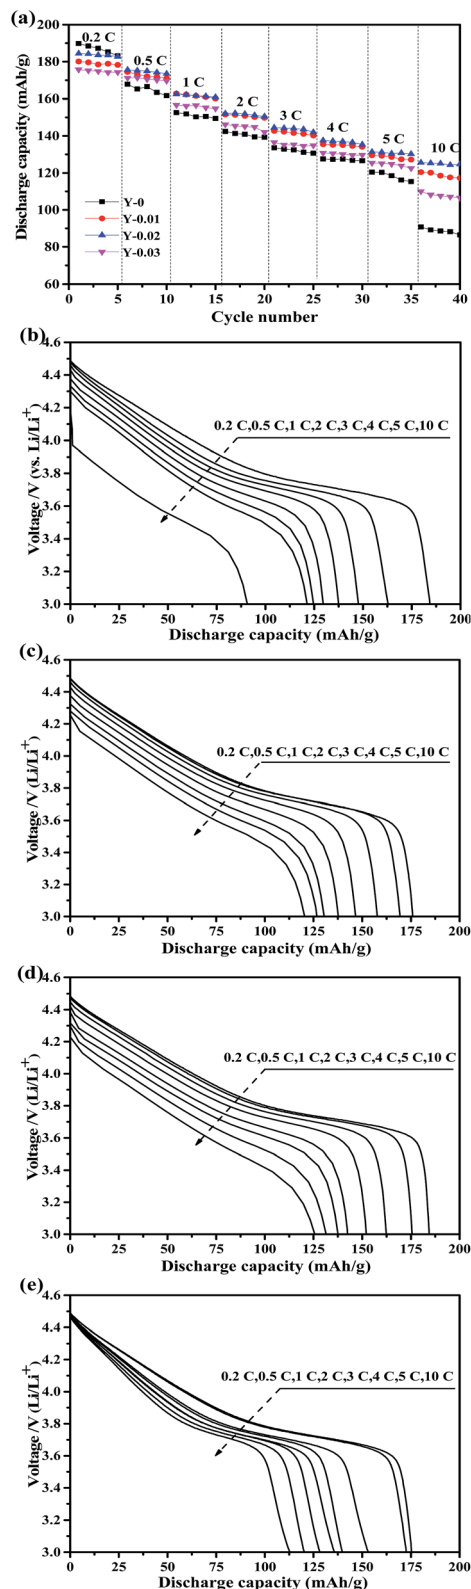 (a)
200
180
160
140
120
100
80
60
0.2 C
0.5 C
1 C
2 C
3 C
4 C
5 C
10 C
Y-0
Y-0.01
Y-0.02
Y-0.03
0 5 10 15 20 25 30 35 40
Discharge capacity (mAh/g)
Cycle number
(b)
4.6
4.4
4.2
4.0
3.8
3.6
3.4
3.2
3.0
0.2 C,0.5 C,1 C,2 C,3 C,4 C,5 C,10 C
Voltage /V (vs. Li/Li+)
0 25 50 75 100 125 150 175 200
Discharge capacity (mAh/g)
(c)
4.6
4.4
4.2
4.0
3.8
3.6
3.4
3.2
3.0
0.2 C,0.5 C,1 C,2 C,3 C,4 C,5 C,10 C
Voltage /V (Li/Li+)
0 25 50 75 100 125 150 175 200
Discharge capacity (mAh/g)
(d)
4.6
4.4
4.2
4.0
3.8
3.6
3.4
3.2
3.0
0.2 C,0.5 C,1 C,2 C,3 C,4 C,5 C,10 C
Voltage /V (Li/Li+)
0 25 50 75 100 125 150 175 200
Discharge capacity (mAh/g)
(e)
4.6
4.4
4.2
4.0
3.8
3.6
3.4
3.2
3.0
0.2 C,0.5 C,1 C,2 C,3 C,4 C,5 C,10 C
Voltage /V (Li/Li+)
0 25 50 75 100 125 150 175 200
Discharge capacity (mAh/g)